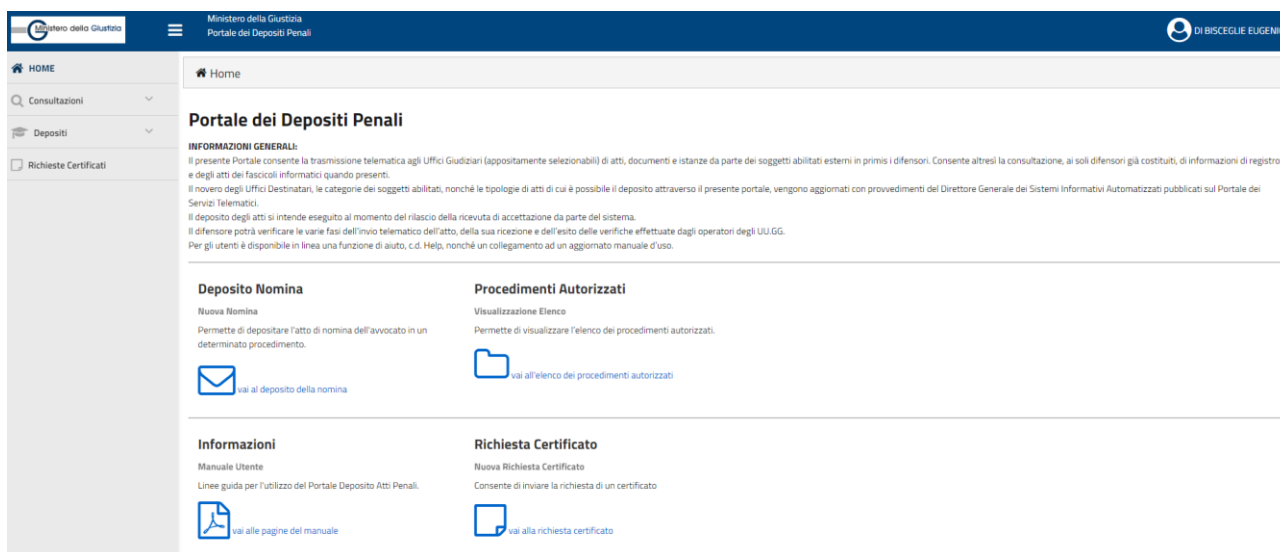 Ministero della Giustizia
Ministero della Giustizia
Portale dei Depositi Penali
DI BISCEGLIE EUGENI
HOME
Consultazioni
Depositi
Richieste Certificati
Home
Portale dei Depositi Penali
INFORMAZIONI GENERALI:
Il presente Portale consente la trasmissione telematica agli Uffici Giudiziari (appositamente selezionabili) di atti, documenti e istanze da parte dei soggetti abilitati esterni in primis i difensori. Consente altresì la consultazione, ai soli difensori già costituiti, di informazioni di registro
e degli atti dei fascicoli informatici quando presenti.
Il novero degli Uffici Destinatari, le categorie dei soggetti abilitati, nonché le tipologie di atti di cui è possibile il deposito attraverso il presente portale, vengono aggiornati con provvedimenti del Direttore Generale dei Sistemi Informativi Automatizzati pubblicati sul Portale dei
Servizi Telematici.
Il deposito degli atti si intende eseguito al momento del rilascio della ricevuta di accettazione da parte del sistema.
Il difensore potrà verificare le varie fasi dell'invio telematico dell'atto, della sua ricezione e dell'esito delle verifiche effettuate dagli operatori degli UU.GG.
Per gli utenti è disponibile in linea una funzione di aiuto, c.d. Help, nonché un collegamento ad un aggiornato manuale d'uso.
Deposito Nomina
Nuova Nomina
Permette di depositare l'atto di nomina dell'avvocato in un
determinato procedimento.
vai al deposito della nomina
Procedimenti Autorizzati
Visualizzazione Elenco
Permette di visualizzare l'elenco dei procedimenti autorizzati.
vai all'elenco dei procedimenti autorizzati
Informazioni
Manuale Utente
Linee guida per l'utilizzo del Portale Deposito Atti Penali.
vai alle pagine del manuale
Richiesta Certificato
Nuova Richiesta Certificato
Consente di inviare la richiesta di un certificato
vai alla richiesta certificato